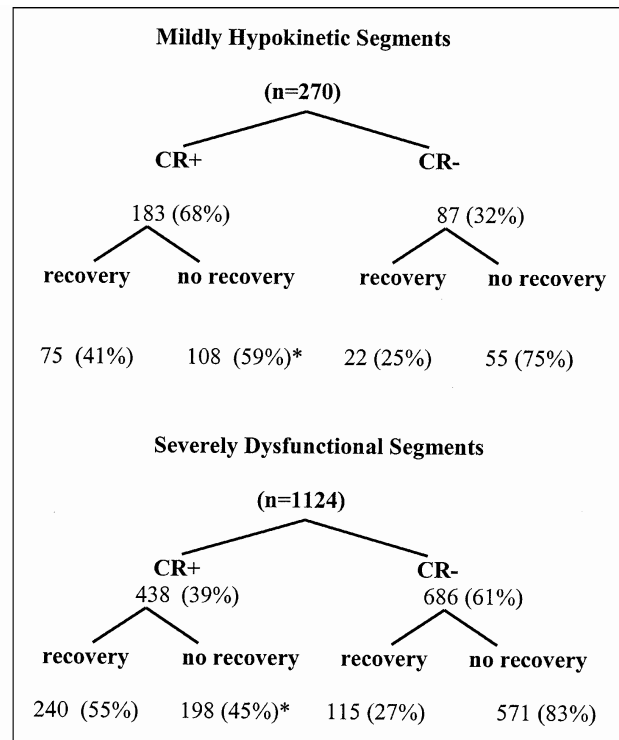 Mildly Hypokinetic Segments
(n=270)
CR+ CR-
183 (68%) 87 (32%)
recovery no recovery recovery no recovery
75 (41%) 108 (59%)* 22 (25%) 55 (75%)
Severely Dysfunctional Segments
(n=1124)
CR+ CR-
438 (39%) 686 (61%)
recovery no recovery recovery no recovery
240 (55%) 198 (45%)* 115 (27%) 571 (83%)